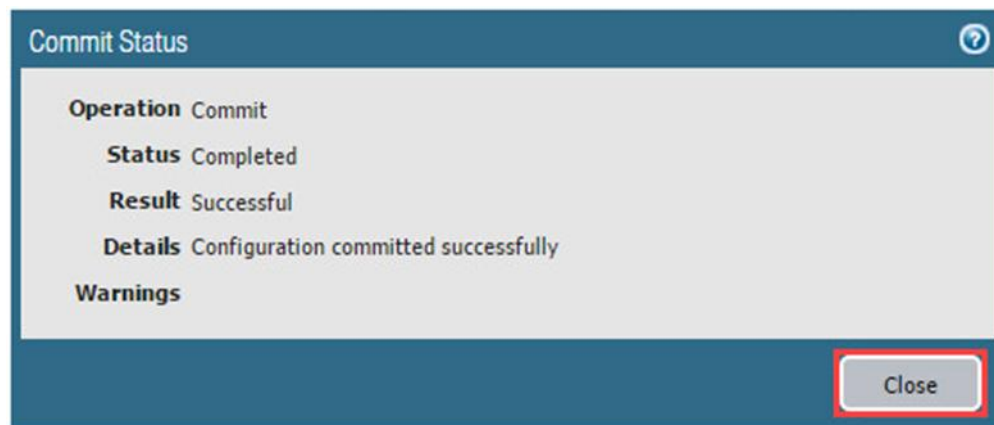 Commit Status
Operation Commit
Status Completed
Result Successful
Details Configuration committed successfully
Warnings
Close